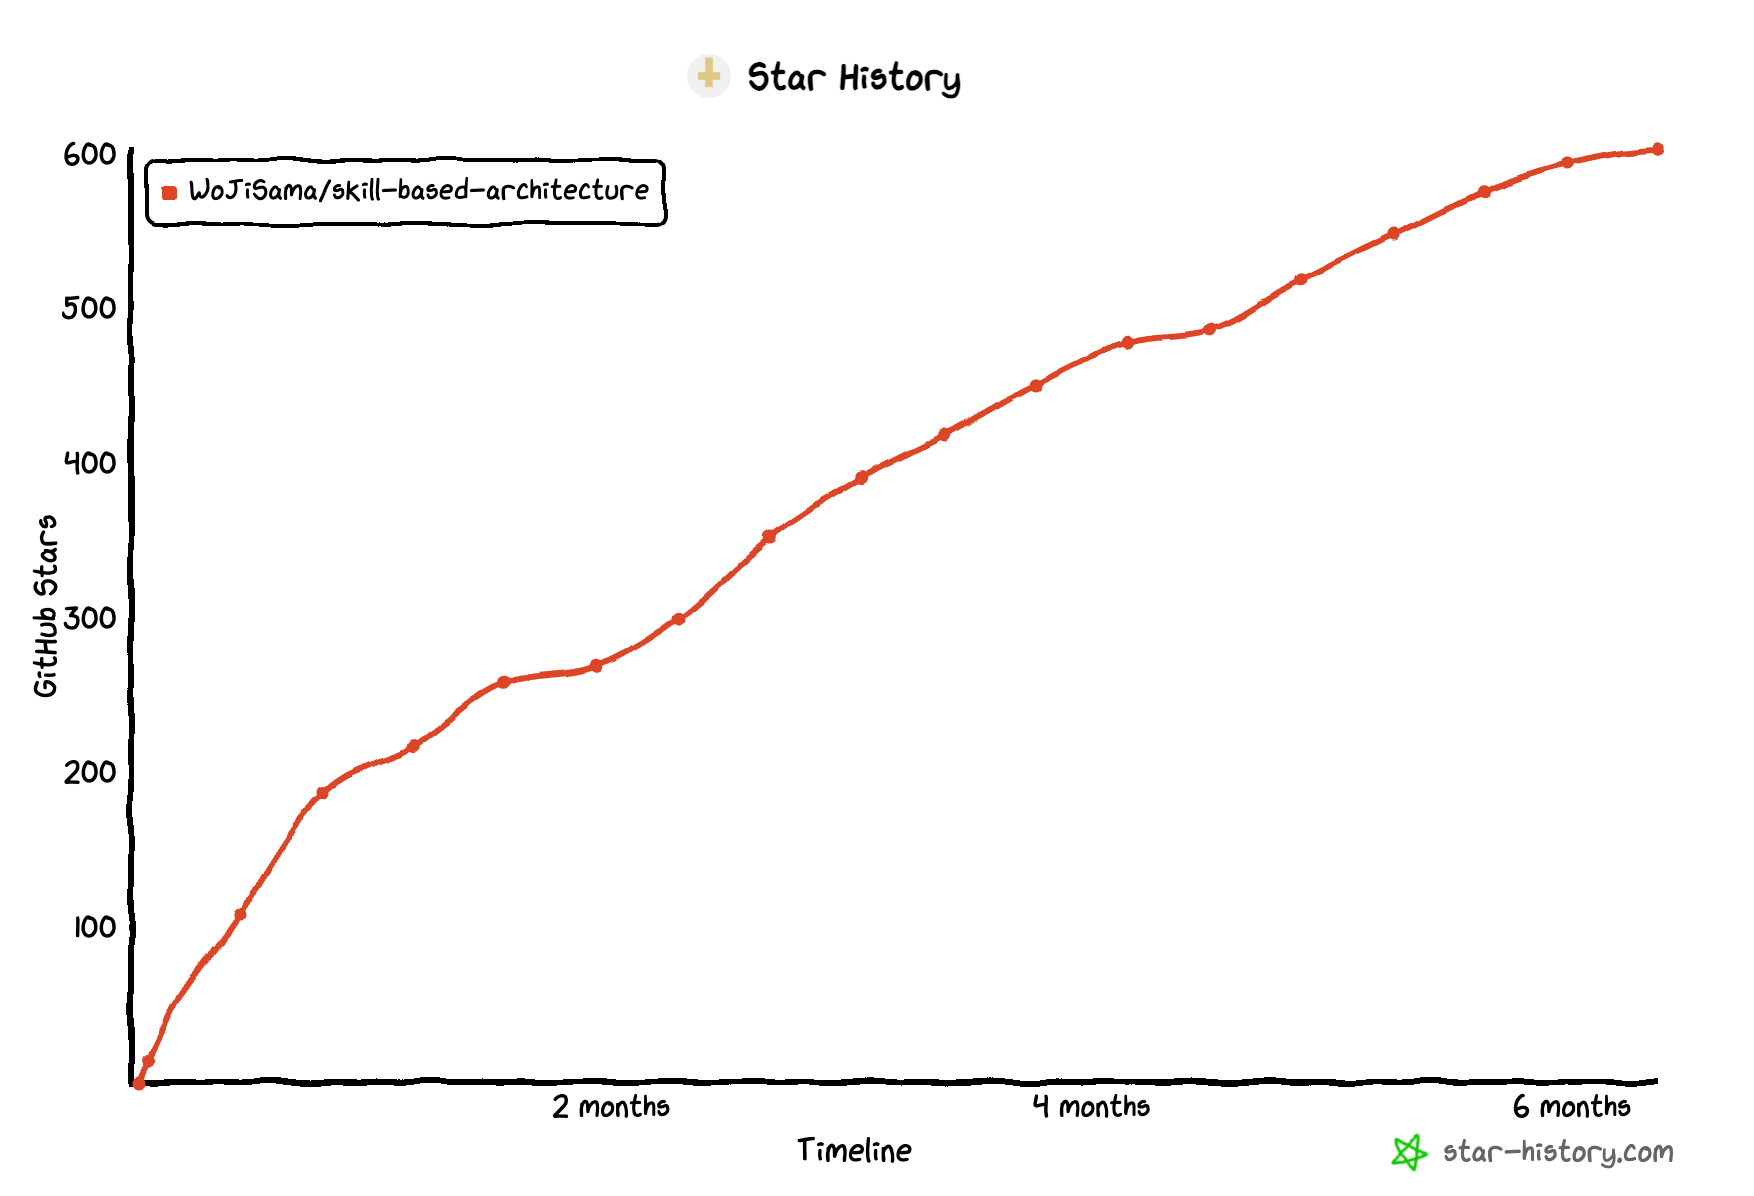 Star History
WoJiSama/skill-based-architecture
GitHub Stars
600
500
400
300
200
100
2 months
4 months
6 months
Timeline
star-history.com